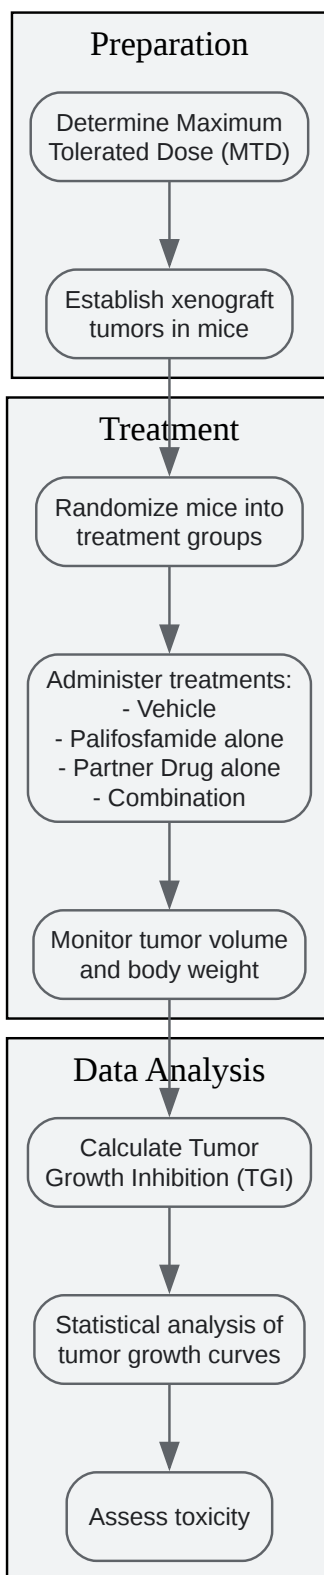 Preparation
Determine Maximum
Tolerated Dose (MTD)
Establish xenograft
tumors in mice
Treatment
Randomize mice into
treatment groups
Administer treatments:
- Vehicle
- Palifosfamide alone
- Partner Drug alone
- Combination
Monitor tumor volume
and body weight
Data Analysis
Calculate Tumor
Growth Inhibition (TGI)
Statistical analysis of
tumor growth curves
Assess toxicity